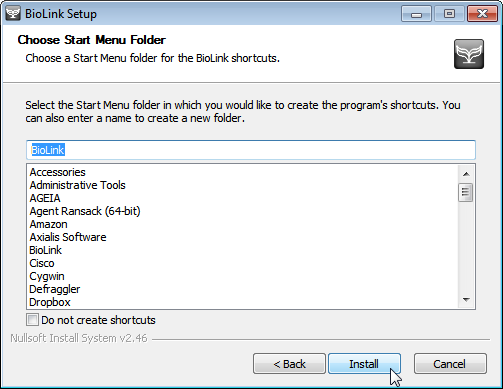 BioLink Setup
Choose Start Menu Folder
Choose a Start Menu folder for the BioLink shortcuts.
Select the Start Menu folder in which you would like to create the program's shortcuts. You
can also enter a name to create a new folder.
BioLink
Accessories
Administrative Tools
AGEIA
Agent Ransack (64-bit)
Amazon
Axialis Software
BioLink
Cisco
Cygwin
Defraggler
Dropbox
Do not create shortcuts
Nullsoft Install System v2.46
< Back
Install
Cancel